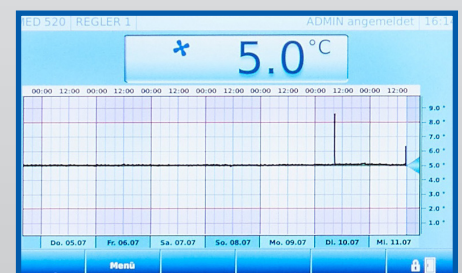 MED 520 REGLER 1 ADMIN angemeldet 16:1
5.0°C
00:00 12:00 00:00 12:00 00:00 12:00 00:00 12:00 00:00 12:00 00:00 12:00 00:00 12:00
9.0 °
8.0 °
7.0 °
6.0 °
5.0 °
4.0 °
3.0 °
2.0 °
1.0 °
Do. 05.07 Fr. 06.07 Sa. 07.07 So. 08.07 Mo. 09.07 Di. 10.07 Mi. 11.07
Menü